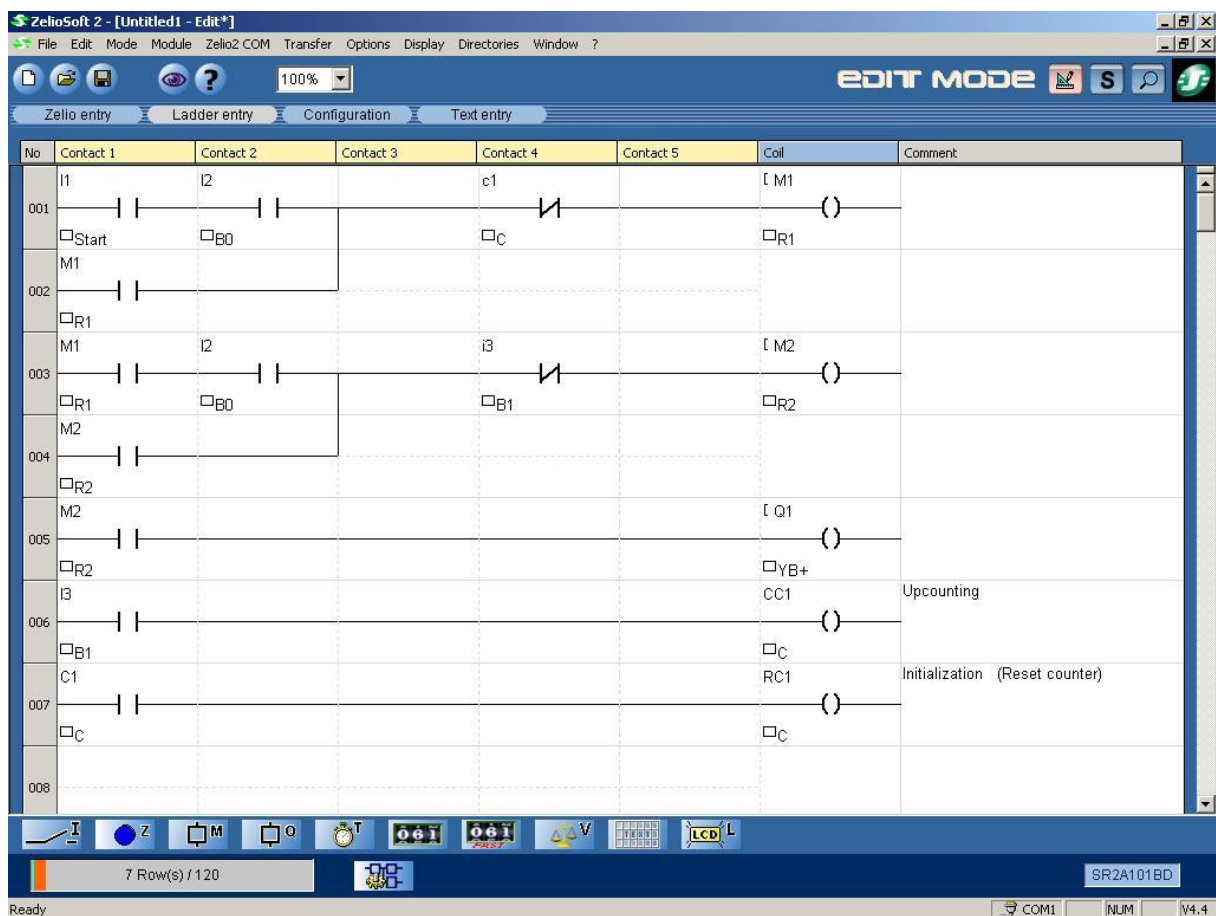 ZelioSoft 2 - [Untitled1 - Edit*]
File Edit Mode Module Zelio2 COM Transfer Options Display Directories Window ?
100% EDIT MODE S
Zelio entry Ladder entry Configuration Text entry
No Contact 1 Contact 2 Contact 3 Contact 4 Contact 5 Coil Comment
I1 I2 c1 [ M1
001
Start B0 C R1
M1
002
R1
M1 I2 i3 [ M2
003
R1 B0 B1 R2
M2
004
R2
M2 [ Q1
005
R2 YB+
I3 CC1 Upcounting
006
B1 C
C1 RC1 Initialization (Reset counter)
007
C C
008
I Z M Q T 061 061 FAST V TEXT LCD L
7 Row(s) / 120 SR2A101BD
Ready COM1 NUM V4.4